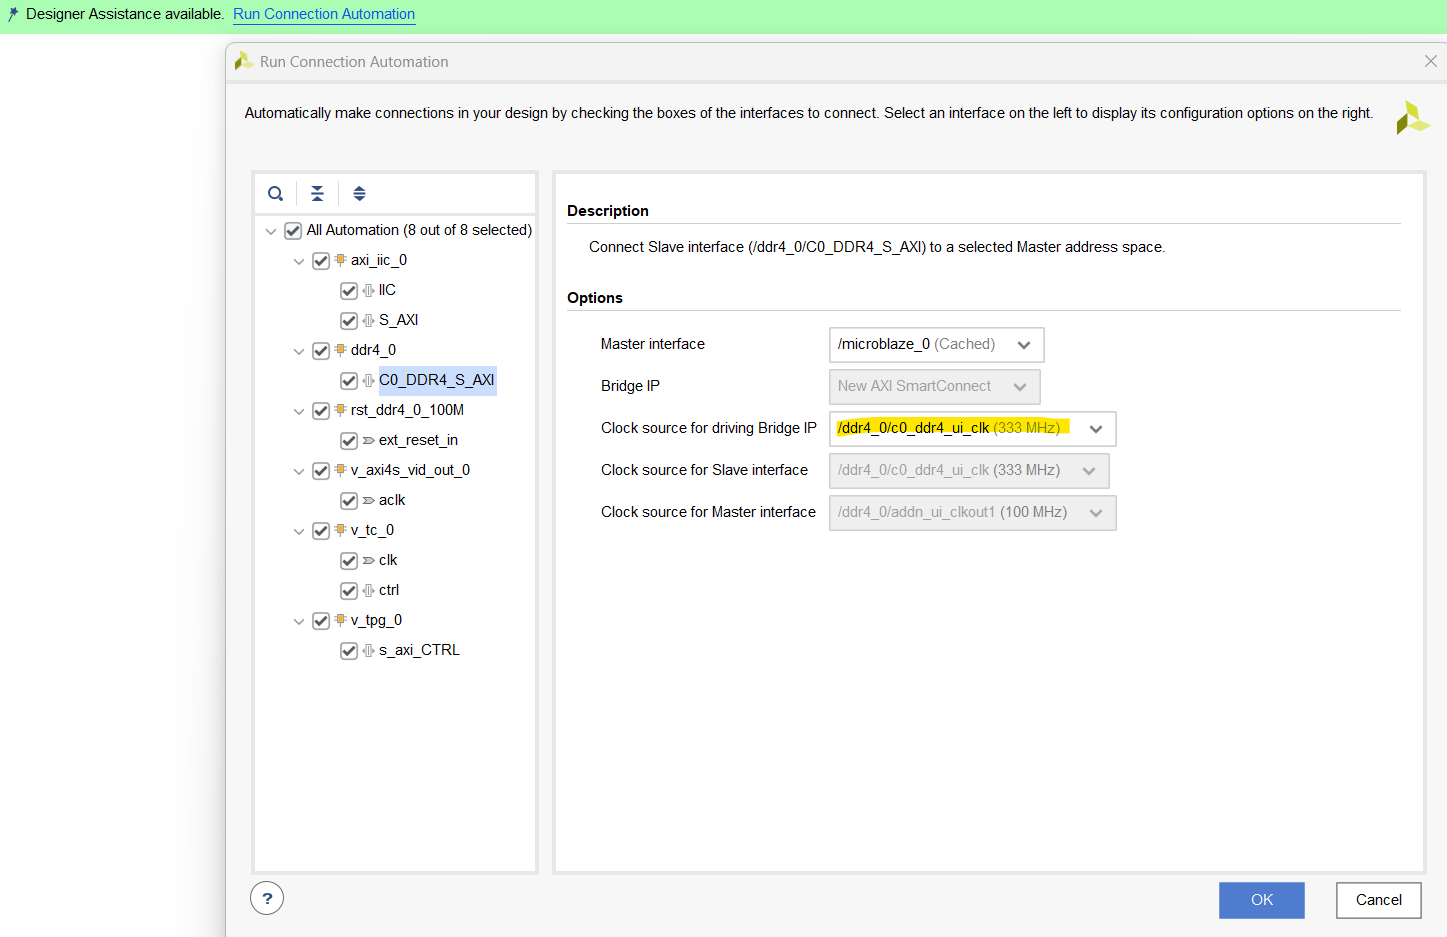 Designer Assistance available. Run Connection Automation
Run Connection Automation
Automatically make connections in your design by checking the boxes of the interfaces to connect. Select an interface on the left to display its configuration options on the right.
All Automation (8 out of 8 selected)
axi_iic_0
IIC
S_AXI
ddr4_0
C0_DDR4_S_AXI
rst_ddr4_0_100M
ext_reset_in
v_axi4s_vid_out_0
aclk
v_tc_0
clk
ctrl
v_tpg_0
s_axi_CTRL
Description
Connect Slave interface (/ddr4_0/C0_DDR4_S_AXI) to a selected Master address space.
Options
Master interface /microblaze_0 (Cached)
Bridge IP New AXI SmartConnect
Clock source for driving Bridge IP /ddr4_0/c0_ddr4_ui_clk (333 MHz)
Clock source for Slave interface /ddr4_0/c0_ddr4_ui_clk (333 MHz)
Clock source for Master interface /ddr4_0/addn_ui_clkout1 (100 MHz)
?
OK Cancel